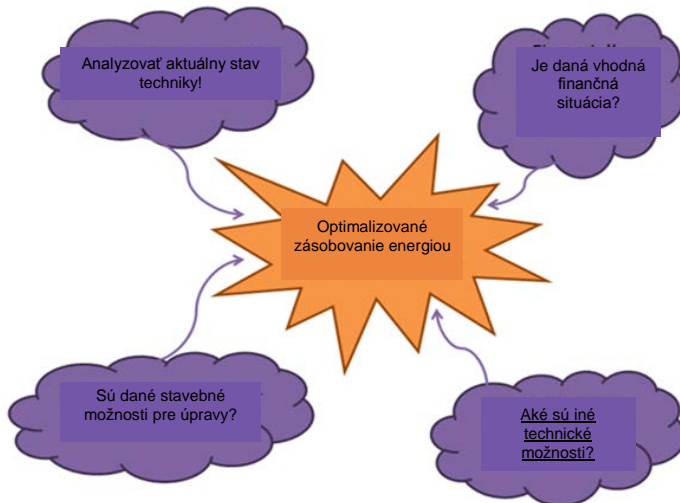 Analyzovať aktuálny stav
techniky!
Je daná vhodná
finančná
situácia?
Optimalizované
zásobovanie energiou
Sú dané stavebné
možnosti pre úpravy?
Aké sú iné
technické
možnosti?